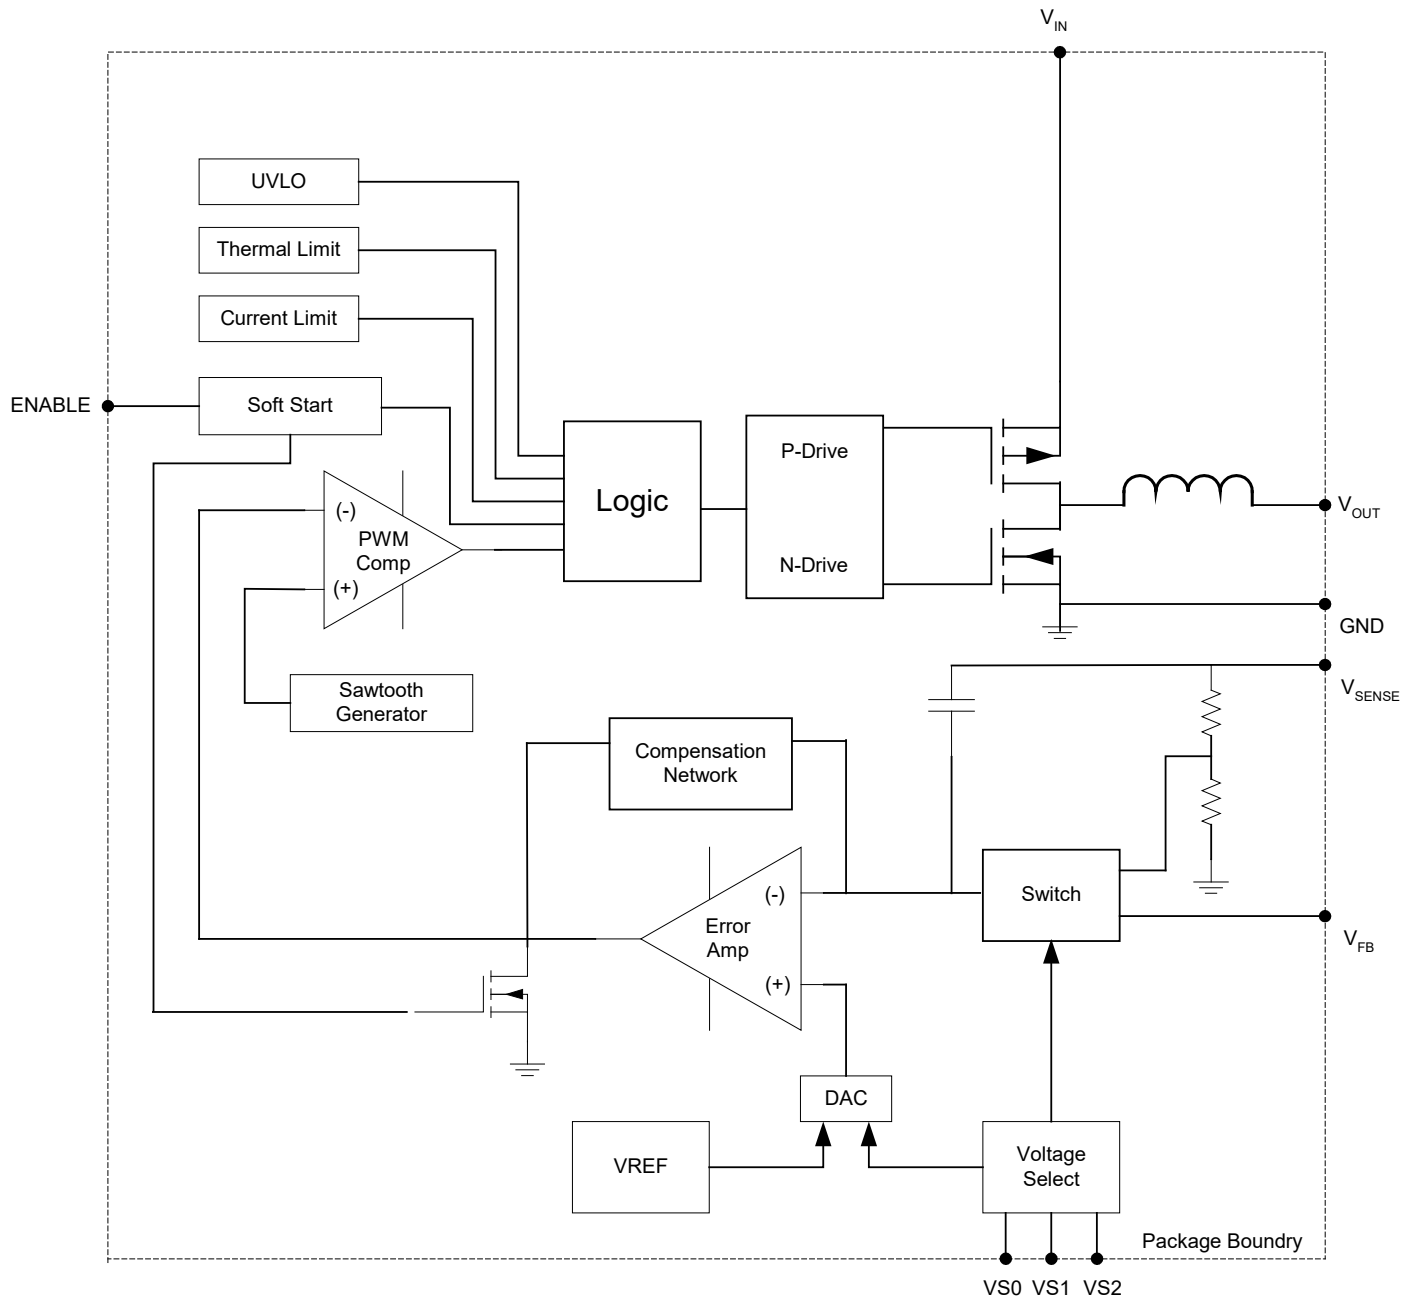 VIN
UVLO
Thermal Limit
Current Limit
ENABLE
Soft Start
P-Drive
Logic
(-)
PWM
Comp
(+)
N-Drive
VOUT
GND
Sawtooth
Generator
VSENSE
Compensation
Network
(-)
Error
Amp
(+)
Switch
VFB
DAC
VREF
Voltage
Select
Package Boundry
VS0 VS1 VS2